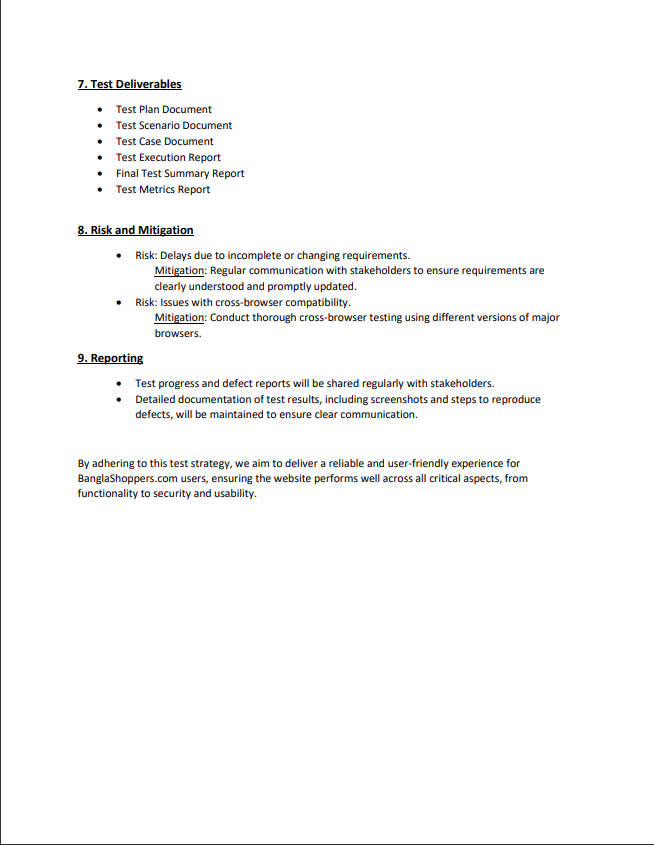 7. Test Deliverables
• Test Plan Document
• Test Scenario Document
• Test Case Document
• Test Execution Report
• Final Test Summary Report
• Test Metrics Report
8. Risk and Mitigation
• Risk: Delays due to incomplete or changing requirements.
Mitigation: Regular communication with stakeholders to ensure requirements are
clearly understood and promptly updated.
• Risk: Issues with cross-browser compatibility.
Mitigation: Conduct thorough cross-browser testing using different versions of major
browsers.
9. Reporting
• Test progress and defect reports will be shared regularly with stakeholders.
• Detailed documentation of test results, including screenshots and steps to reproduce
defects, will be maintained to ensure clear communication.
By adhering to this test strategy, we aim to deliver a reliable and user-friendly experience for
BanglaShoppers.com users, ensuring the website performs well across all critical aspects, from
functionality to security and usability.